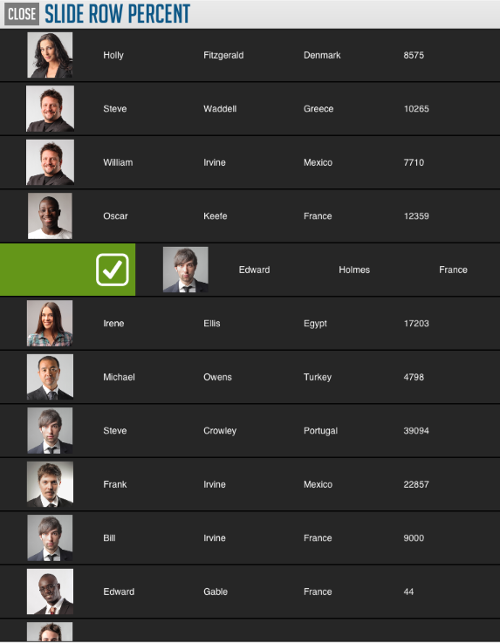 CLOSE SLIDE ROW PERCENT
Holly Fitzgerald Denmark 8575
Steve Waddell Greece 10265
William Irvine Mexico 7710
Oscar Keefe France 12359
Edward Holmes France
Irene Ellis Egypt 17203
Michael Owens Turkey 4798
Steve Crowley Portugal 39094
Frank Irvine Mexico 22857
Bill Irvine France 9000
Edward Gable France 44